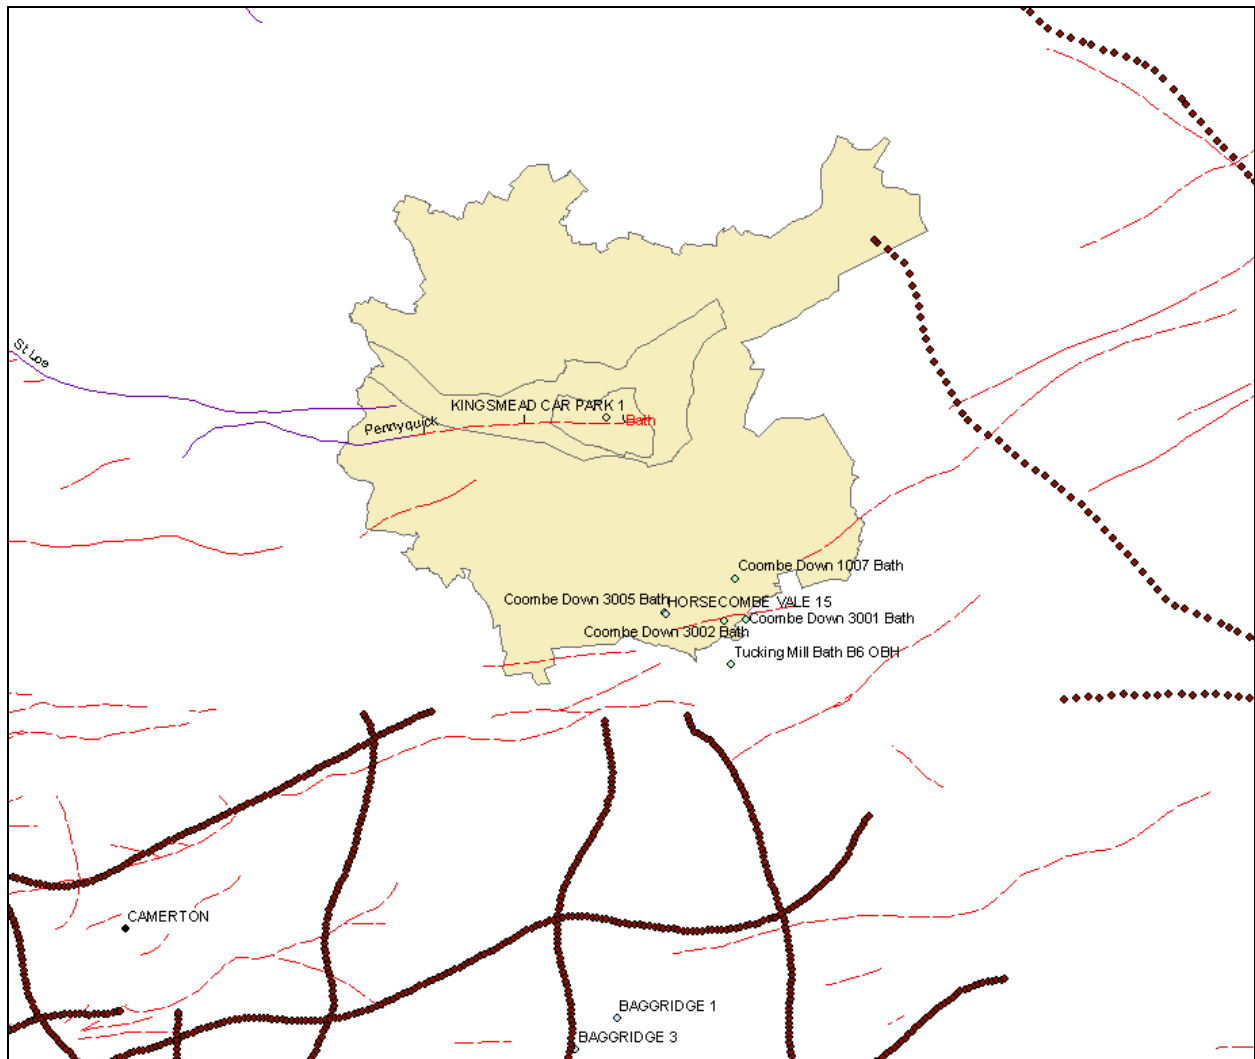 St Loe
KINGSMEAD CAR PARK 1
Bath
Pennyquick
Coombe Down 1007 Bath
Coombe Down 3005 Bath
HORSECOMBE VALE 15
Coombe Down 3001 Bath
Coombe Down 3002 Bath
Tucking Mill Bath B6 OBH
CAMERTON
BAGGRIDGE 1
BAGGRIDGE 3